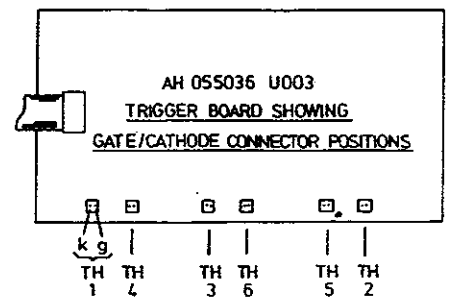 AH 055036 U003
TRIGGER BOARD SHOWING
GATE/CATHODE CONNECTOR POSITIONS
k g
TH TH TH TH TH TH
1 4 3 6 5 2